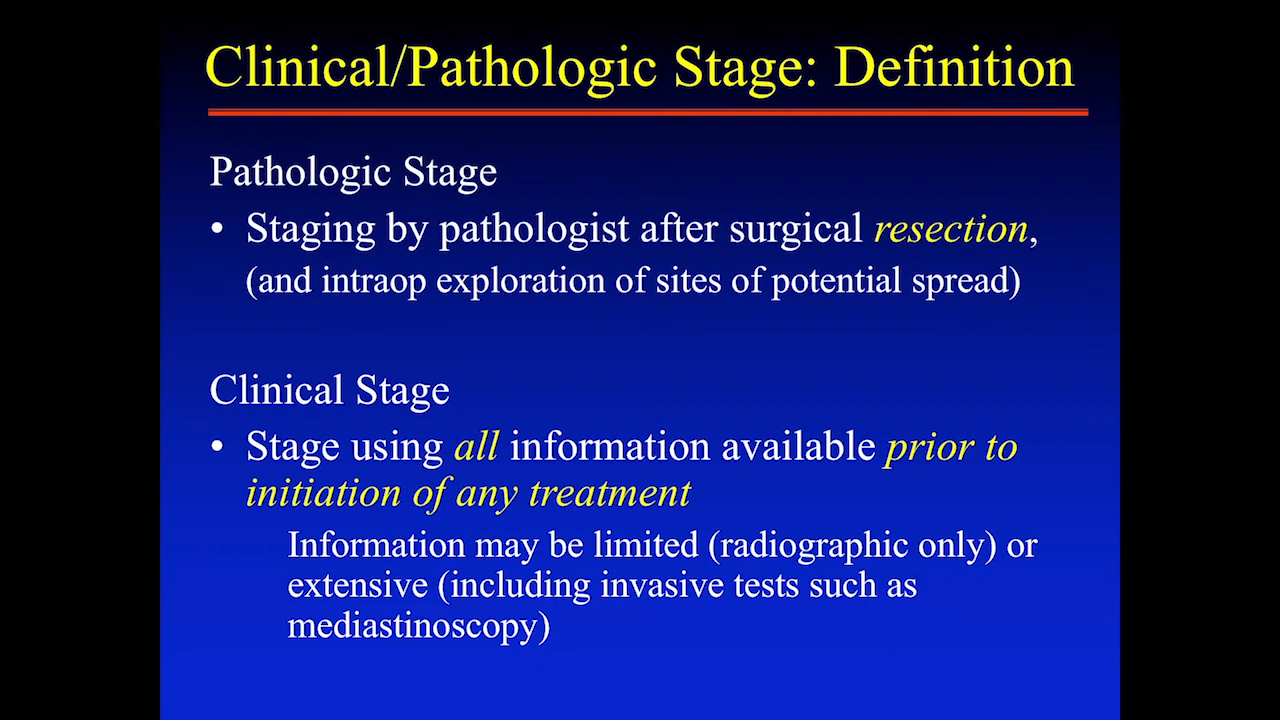 Clinical/Pathologic Stage: Definition
Pathologic Stage
• Staging by pathologist after surgical resection,
(and intraop exploration of sites of potential spread)
Clinical Stage
• Stage using all information available prior to
initiation of any treatment
Information may be limited (radiographic only) or
extensive (including invasive tests such as
mediastinoscopy)